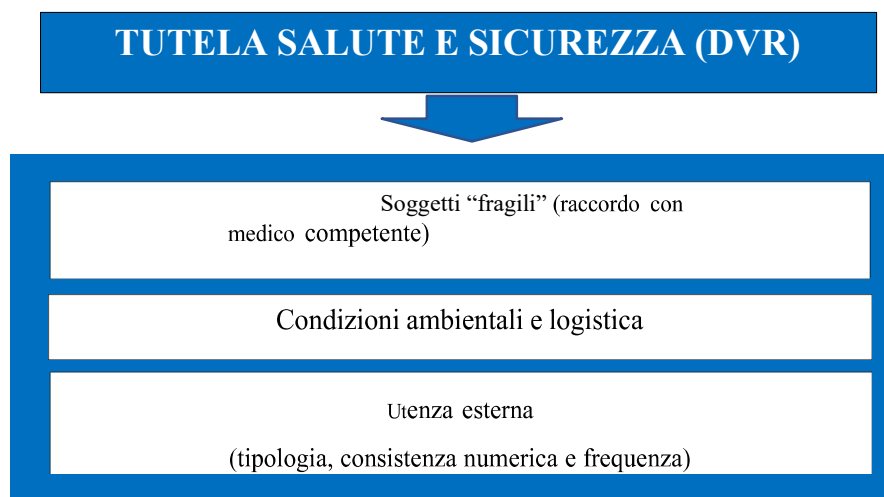 TUTELA SALUTE E SICUREZZA (DVR)
Soggetti “fragili” (raccordo con
medico competente)
Condizioni ambientali e logistica
Utenza esterna
(tipologia, consistenza numerica e frequenza)